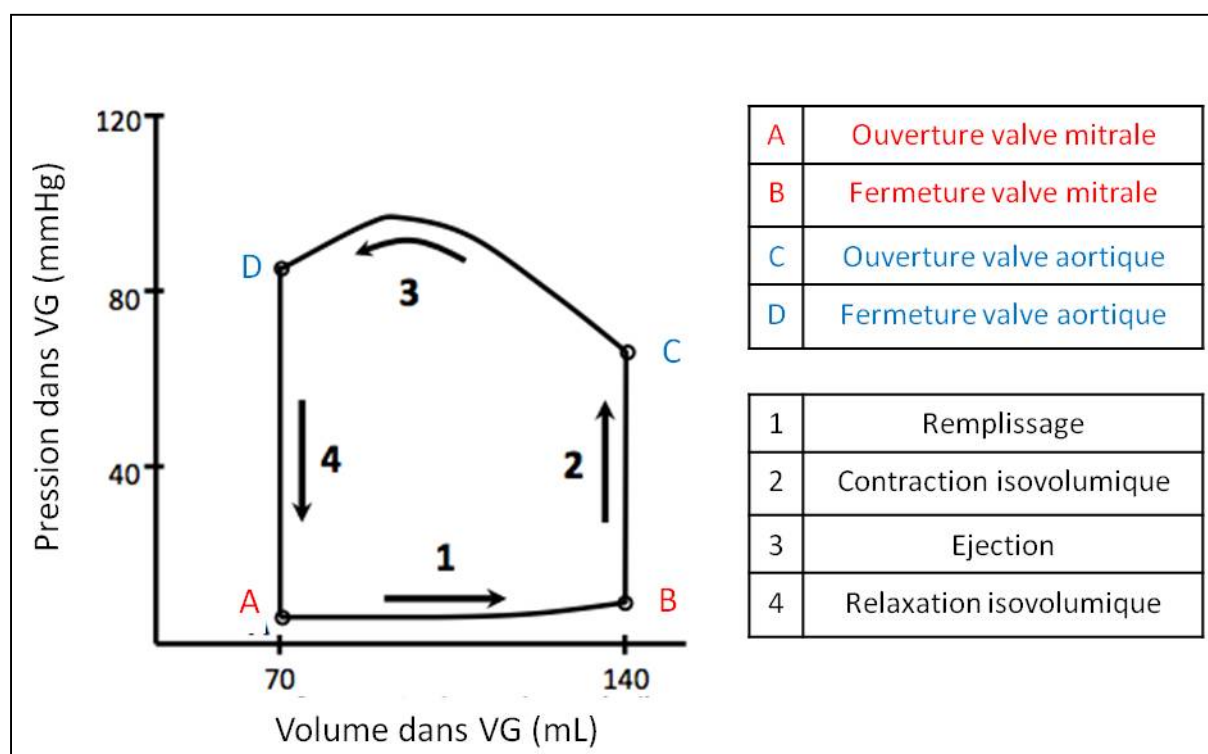 Pression dans VG (mmHg)
120
80
40
D
C
A
B
3
4
2
1
70
140
Volume dans VG (mL)
A Ouverture valve mitrale
B Fermeture valve mitrale
C Ouverture valve aortique
D Fermeture valve aortique
1 Remplissage
2 Contraction isovolumique
3 Ejection
4 Relaxation isovolumique